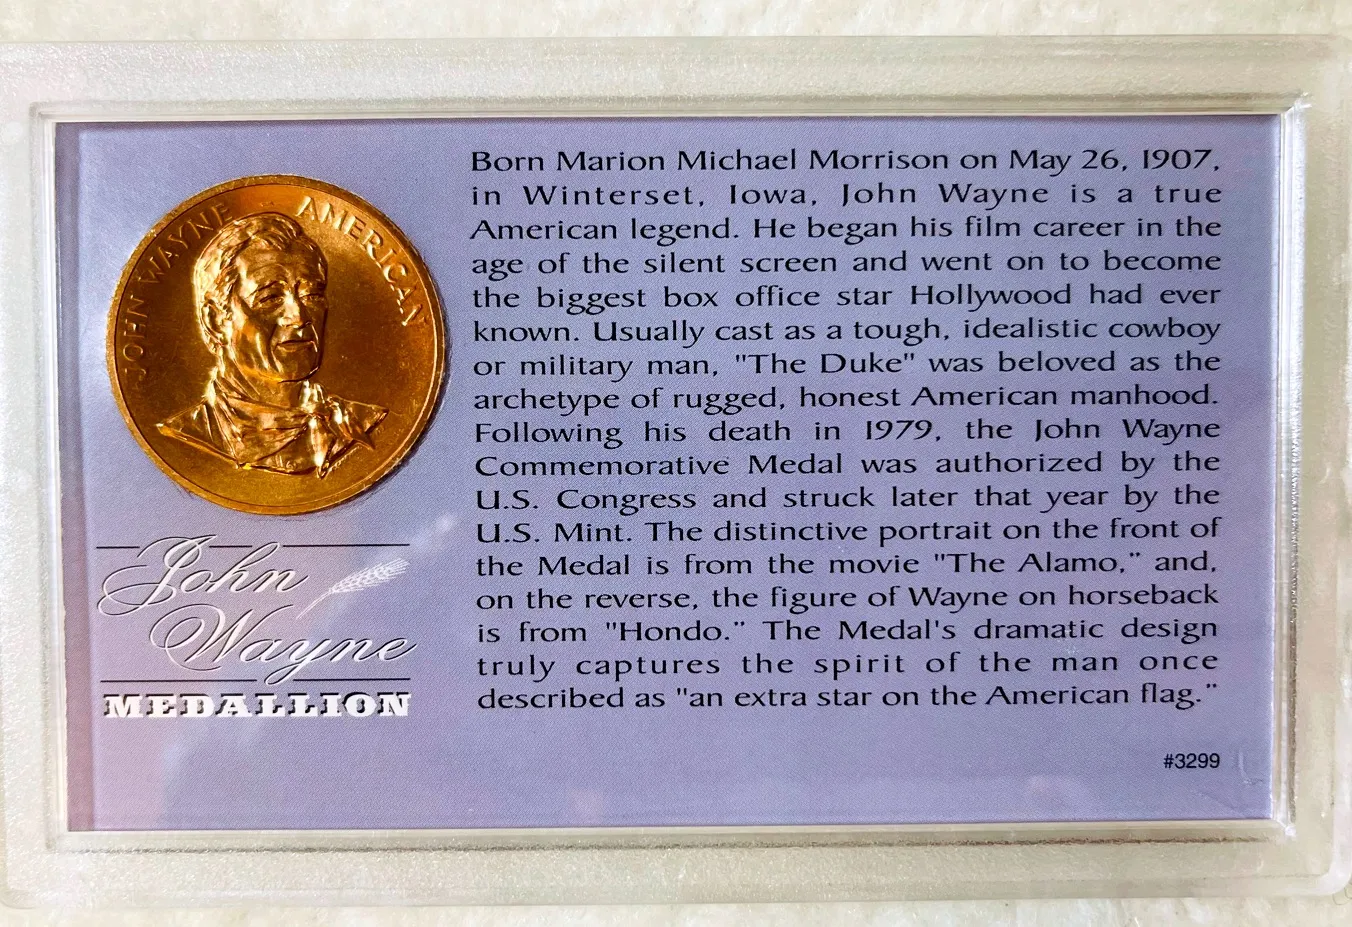 JOHN WAYNE · AMERICAN
John
Wayne
MEDALLION
Born Marion Michael Morrison on May 26, 1907,
in Winterset, Iowa, John Wayne is a true
American legend. He began his film career in the
age of the silent screen and went on to become
the biggest box office star Hollywood had ever
known. Usually cast as a tough, idealistic cowboy
or military man, "The Duke" was beloved as the
archetype of rugged, honest American manhood.
Following his death in 1979, the John Wayne
Commemorative Medal was authorized by the
U.S. Congress and struck later that year by the
U.S. Mint. The distinctive portrait on the front of
the Medal is from the movie "The Alamo," and,
on the reverse, the figure of Wayne on horseback
is from "Hondo." The Medal's dramatic design
truly captures the spirit of the man once
described as "an extra star on the American flag."
#3299